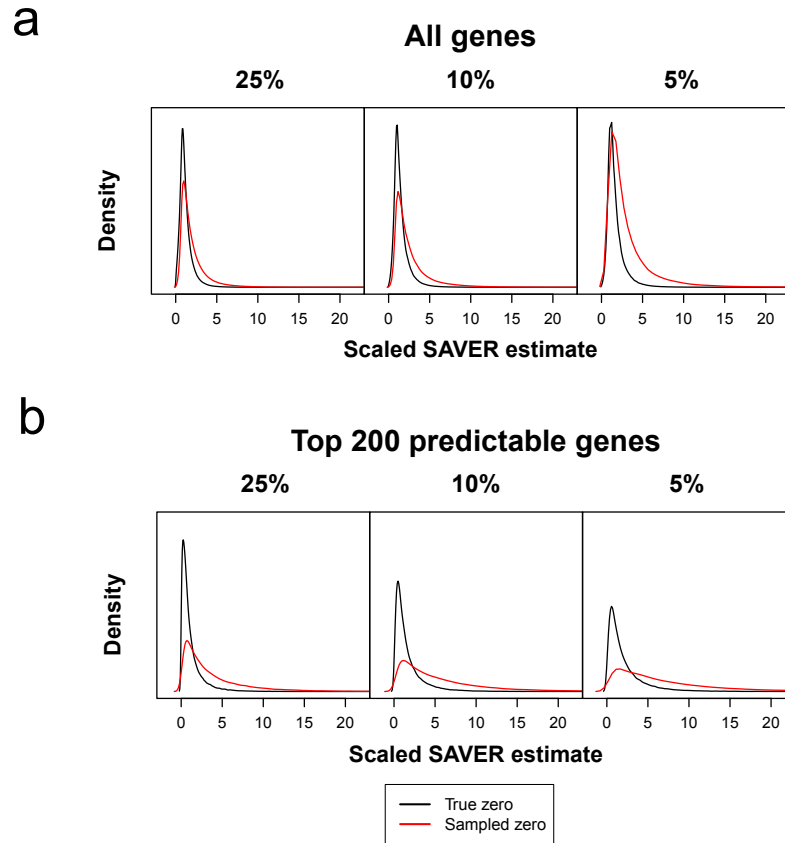 a
All genes
25% 10% 5%
Density
0 5 10 15 20 0 5 10 15 20 0 5 10 15 20
Scaled SAVER estimate
b
Top 200 predictable genes
25% 10% 5%
Density
0 5 10 15 20 0 5 10 15 20 0 5 10 15 20
Scaled SAVER estimate
True zero
Sampled zero